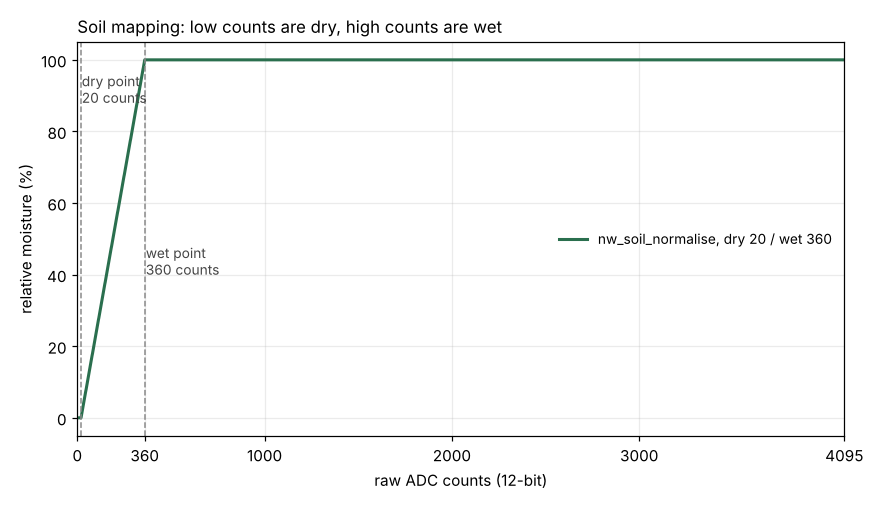 Soil mapping: low counts are dry, high counts are wet
100
80
60
40
20
0
relative moisture (%)
dry point
20 counts
wet point
360 counts
nw_soil_normalise, dry 20 / wet 360
0
360
1000
2000
3000
4095
raw ADC counts (12-bit)